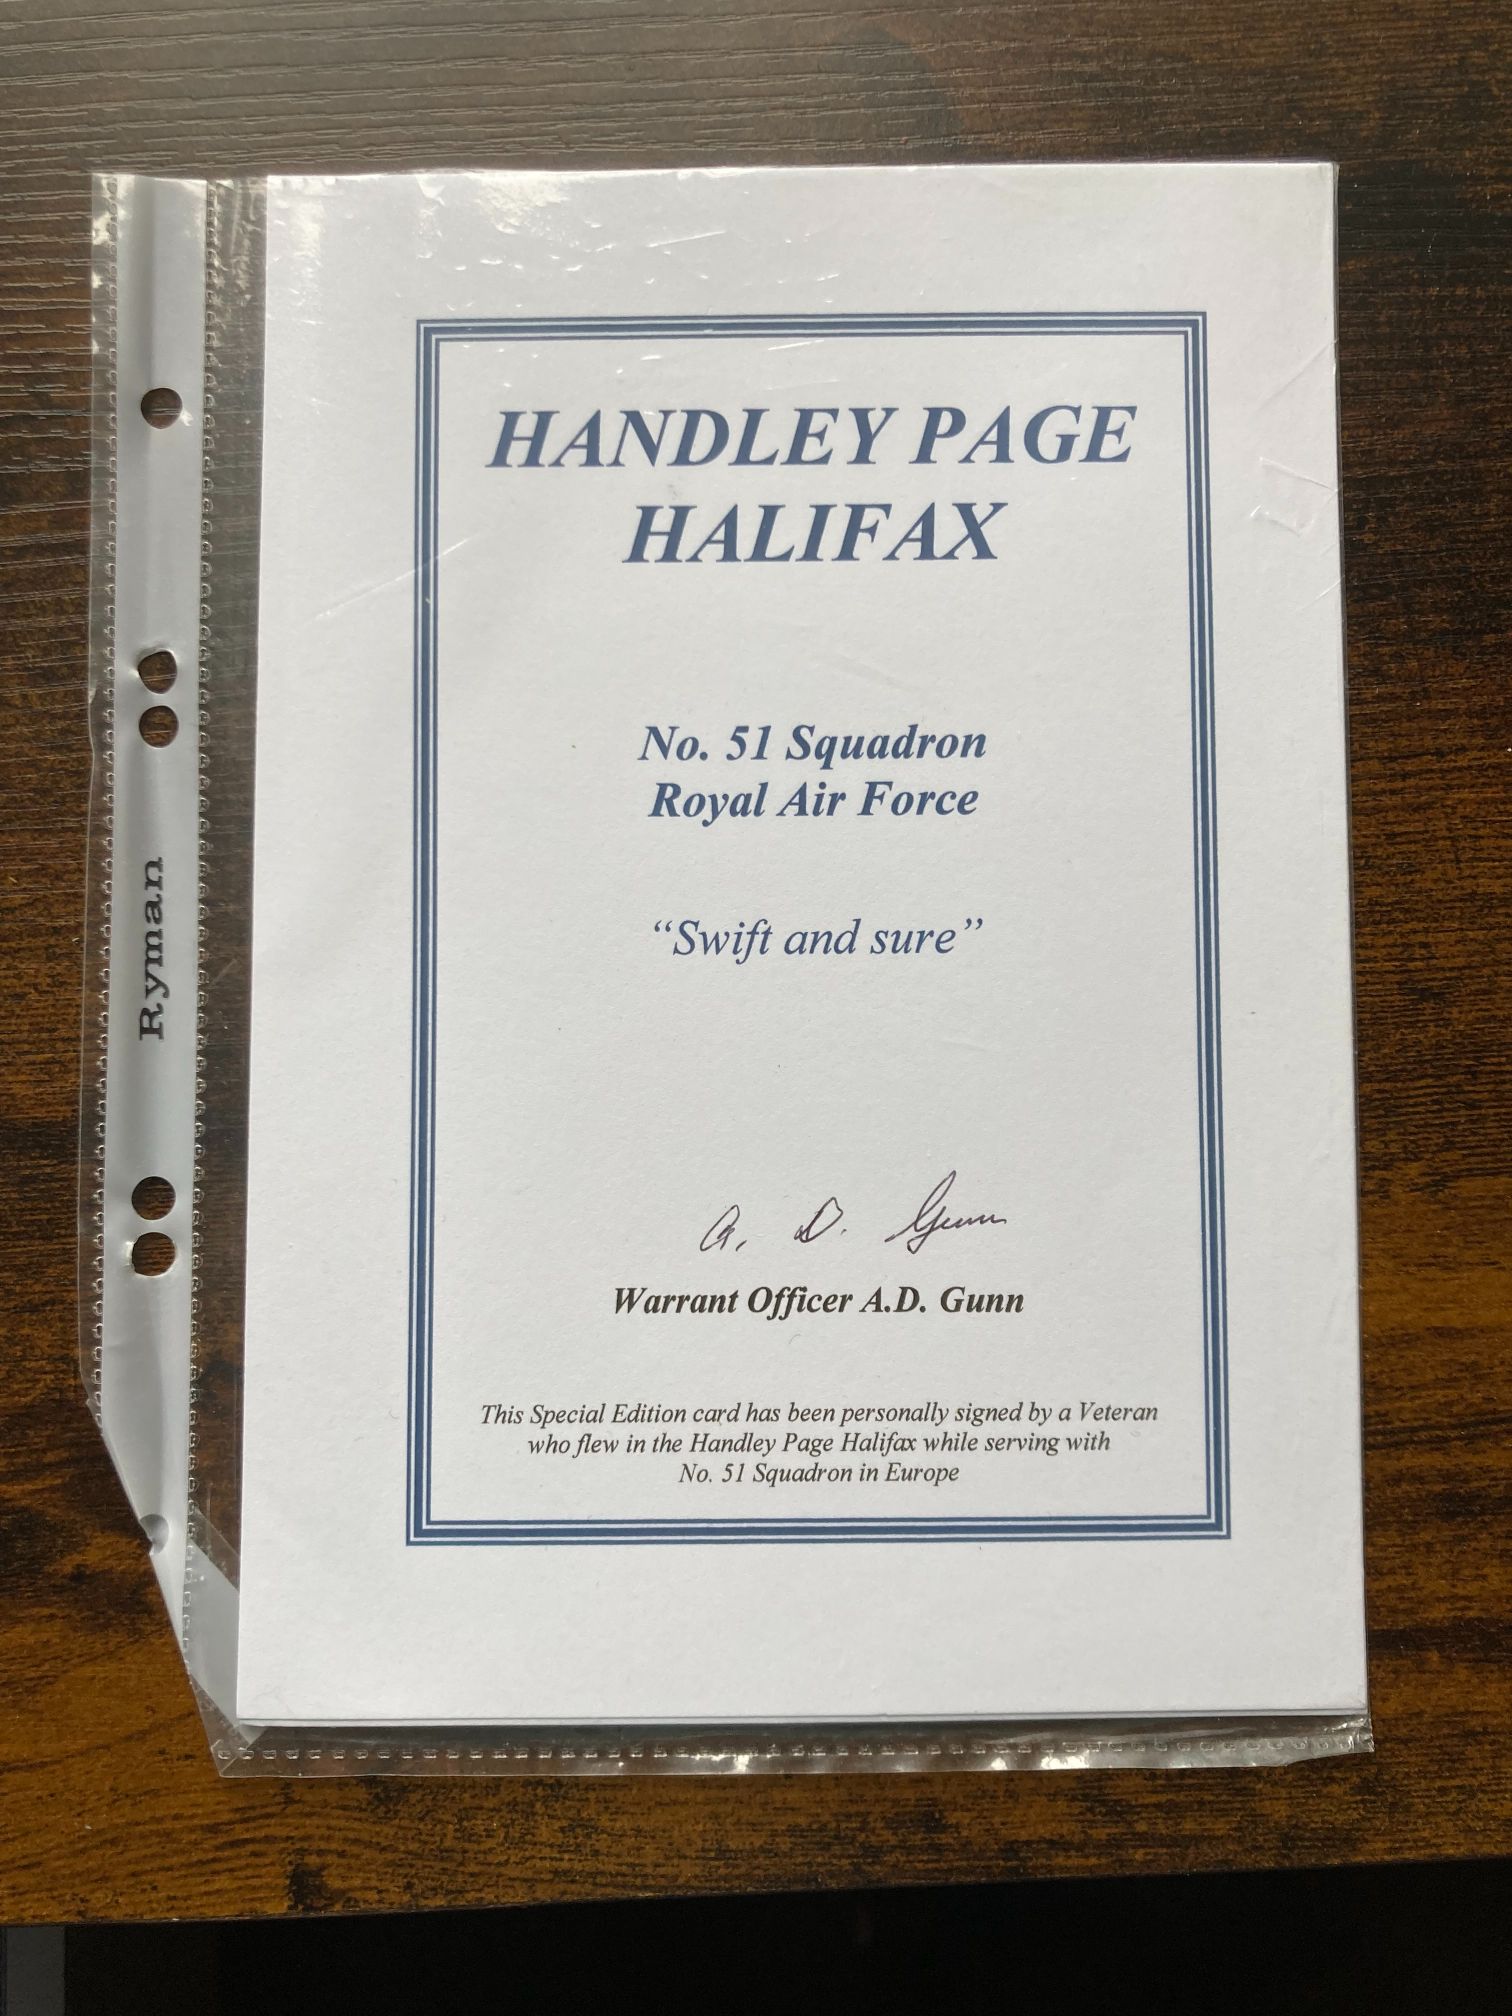 HANDLEY PAGE
HALIFAX
No. 51 Squadron
Royal Air Force
“Swift and sure”
A. D. Gunn
Warrant Officer A.D. Gunn
This Special Edition card has been personally signed by a Veteran
who flew in the Handley Page Halifax while serving with
No. 51 Squadron in Europe
Ryman